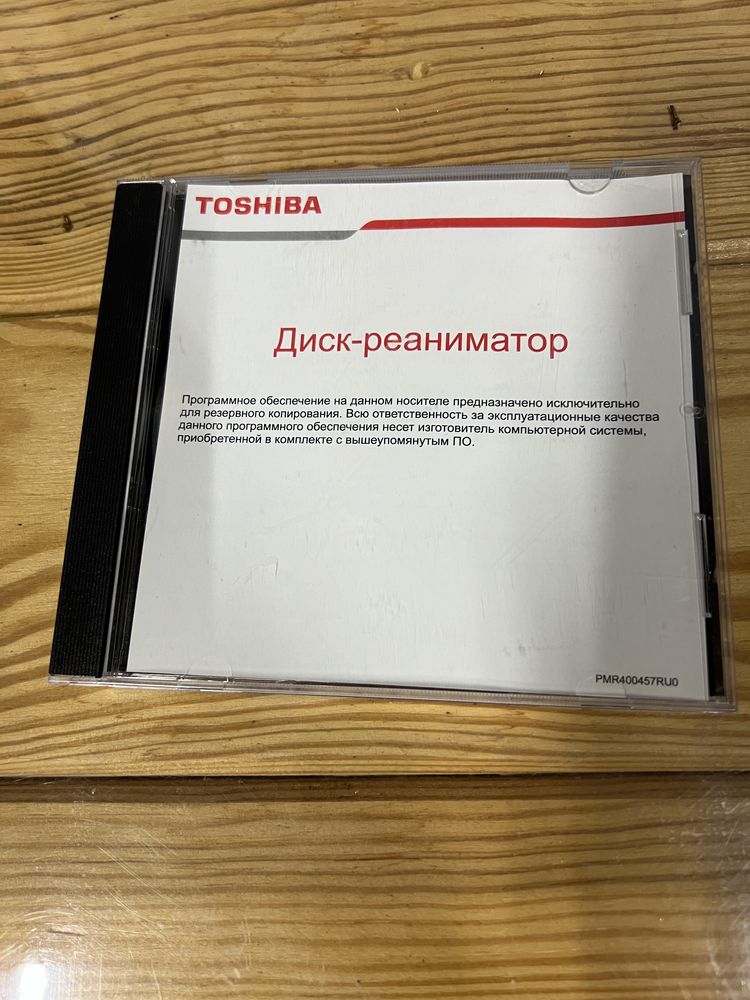 TOSHIBA
Диск-реаниматор
Программное обеспечение на данном носителе предназначено исключительно
для резервного копирования. Всю ответственность за эксплуатационные качества
данного программного обеспечения несет изготовитель компьютерной системы,
приобретенной в комплекте с вышеупомянутым ПО.
PMR400457RU0